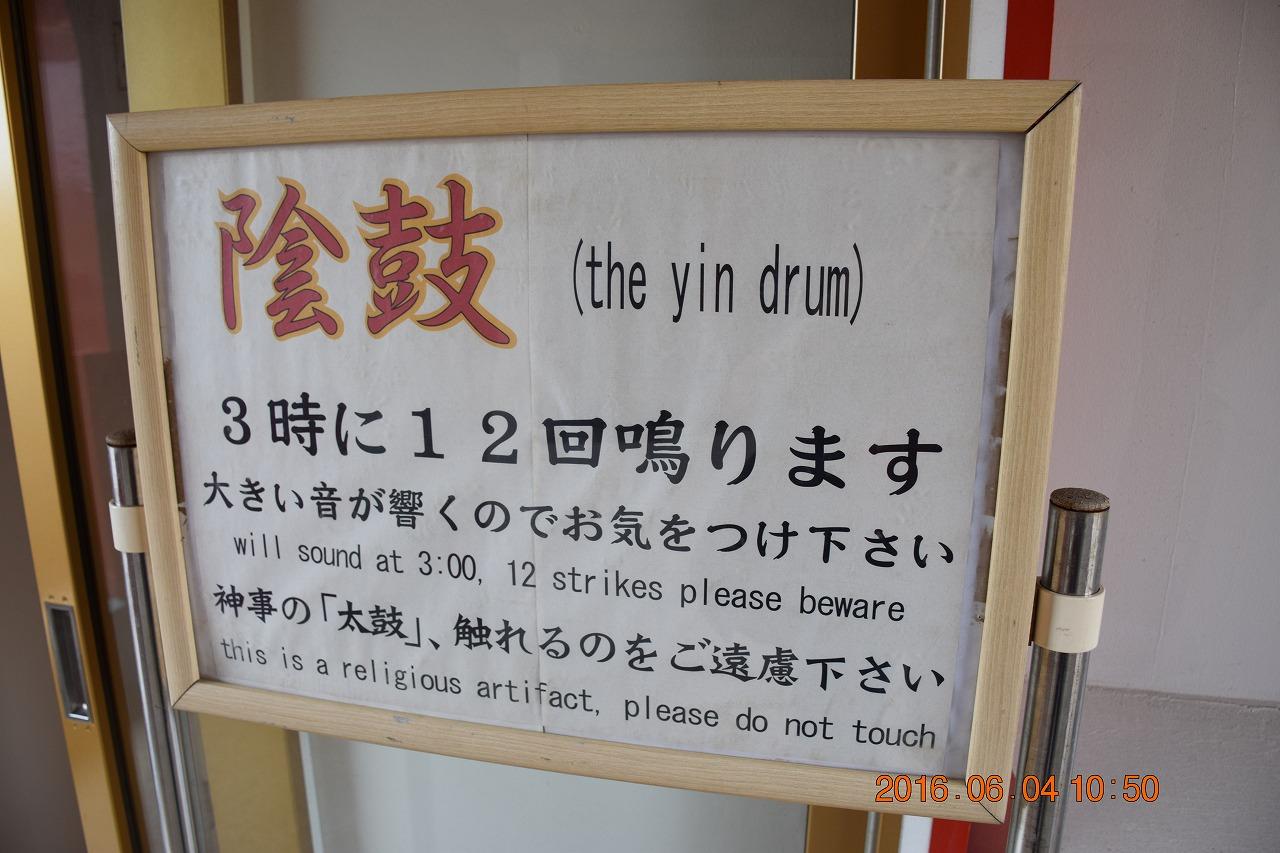 陰鼓 (the yin drum)
3時に12回鳴ります
大きい音が響くのでお気をつけ下さい
will sound at 3:00, 12 strikes please beware
神事の「太鼓」、触れるのをご遠慮下さい
this is a religious artifact, please do not touch
2016.06.04 10:50